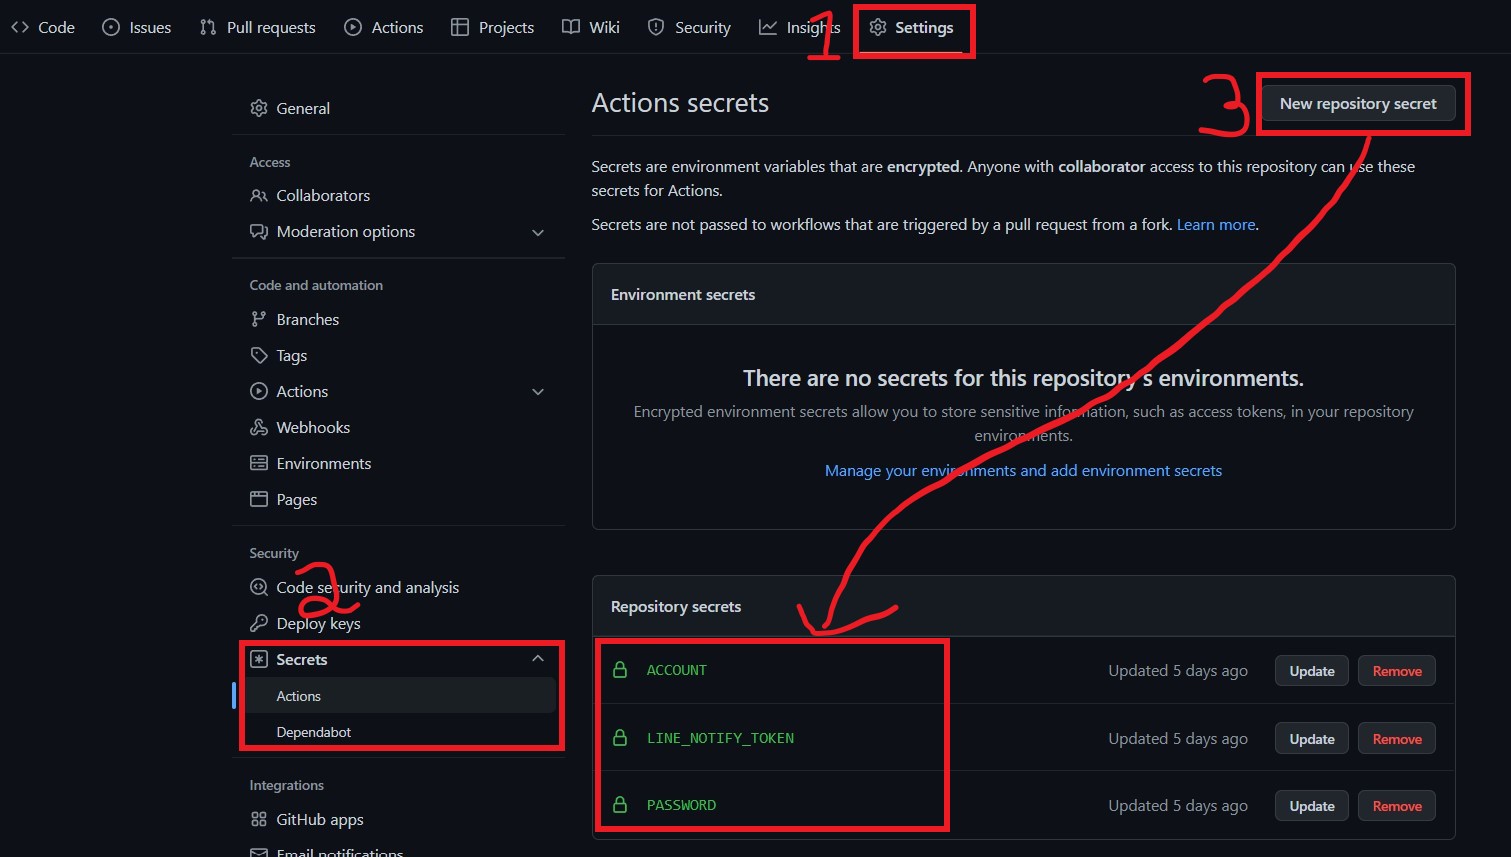 Code Issues Pull requests Actions Projects Wiki Security Insights Settings
1
General
Access
Collaborators
Moderation options
Code and automation
Branches
Tags
Actions
Webhooks
Environments
Pages
Security
Code security and analysis
2
Deploy keys
Secrets
Actions
Dependabot
Integrations
GitHub apps
Email notifications
Actions secrets
3
New repository secret
Secrets are environment variables that are encrypted. Anyone with collaborator access to this repository can use these
secrets for Actions.
Secrets are not passed to workflows that are triggered by a pull request from a fork. Learn more.
Environment secrets
There are no secrets for this repository's environments.
Encrypted environment secrets allow you to store sensitive information, such as access tokens, in your repository
environments.
Manage your environments and add environment secrets
Repository secrets
ACCOUNT Updated 5 days ago Update Remove
LINE_NOTIFY_TOKEN Updated 5 days ago Update Remove
PASSWORD Updated 5 days ago Update Remove